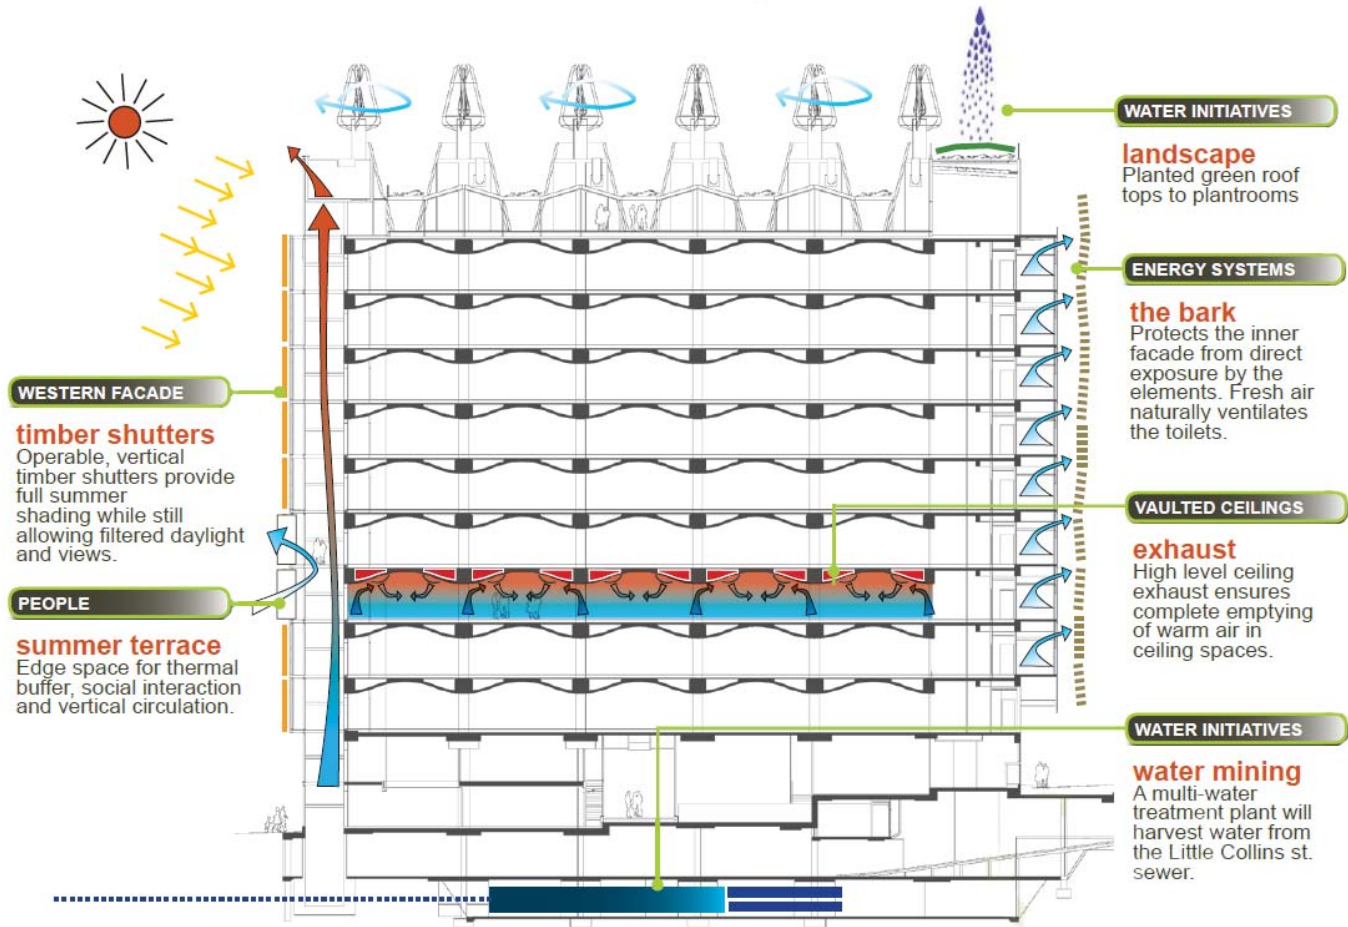 WATER INITIATIVES
landscape
Planted green roof
tops to plantrooms
ENERGY SYSTEMS
the bark
Protects the inner
facade from direct
exposure by the
elements. Fresh air
naturally ventilates
the toilets.
WESTERN FACADE
timber shutters
Operable, vertical
timber shutters provide
full summer
shading while still
allowing filtered daylight
and views.
VAULTED CEILINGS
exhaust
High level ceiling
exhaust ensures
complete emptying
of warm air in
ceiling spaces.
PEOPLE
summer terrace
Edge space for thermal
buffer, social interaction
and vertical circulation.
WATER INITIATIVES
water mining
A multi-water
treatment plant will
harvest water from
the Little Collins st.
sewer.